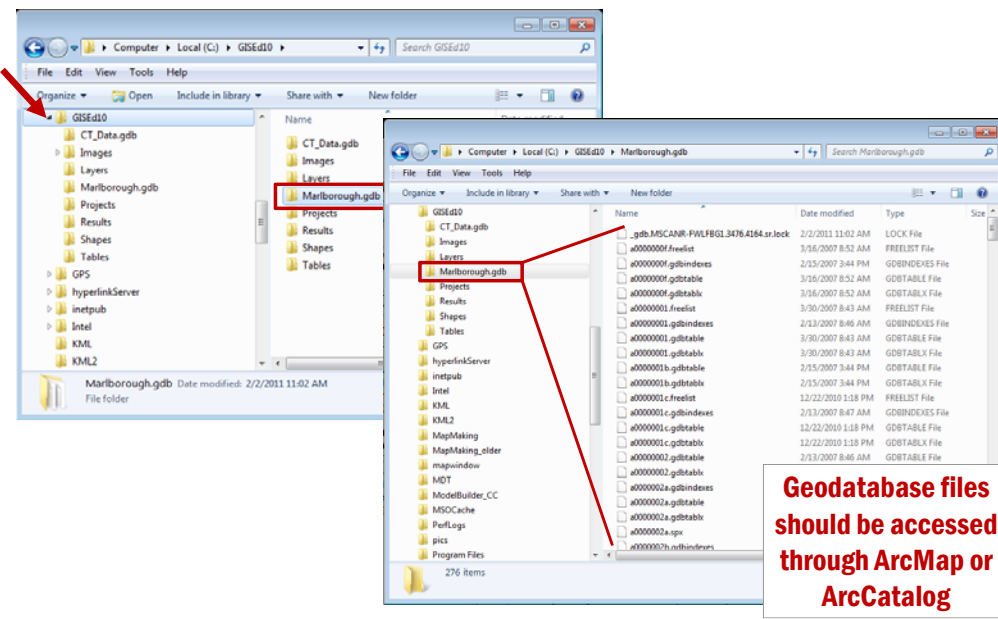 Computer ▸ Local (C:) ▸ GISEd10 ▸
Search GISEd10
File Edit View Tools Help
Organize ▾ Open Include in library ▾ Share with ▾ New folder
GISEd10
CT_Data.gdb
Images
Layers
Marlborough.gdb
Projects
Results
Shapes
Tables
GPS
hyperlinkServer
inetpub
Intel
KML
KML2
Name
CT_Data.gdb
Images
Layers
Marlborough.gdb
Projects
Results
Shapes
Tables
Marlborough.gdb Date modified: 2/2/2011 11:02 AM
File folder
Computer ▸ Local (C:) ▸ GISEd10 ▸ Marlborough.gdb
Search Marlborough.gdb
File Edit View Tools Help
Organize ▾ Include in library ▾ Share with ▾ New folder
GISEd10
CT_Data.gdb
Images
Layers
Marlborough.gdb
Projects
Results
Shapes
Tables
GPS
hyperlinkServer
inetpub
Intel
KML
KML2
MapMaking
MapMaking_older
mapwindow
MDT
ModelBuilder_CC
MSOCache
PerfLogs
pics
Program Files
Name Date modified Type Size
_gdb.MSCANR-FWLFBG1.3476.4164.sr.lock 2/2/2011 11:02 AM LOCK File
a0000000f.freelist 3/16/2007 8:52 AM FREELIST File
a0000000f.gdbindexes 2/15/2007 3:44 PM GDBINDEXES File
a0000000f.gdbtable 3/16/2007 8:52 AM GDBTABLE File
a0000000f.gdbtablx 3/16/2007 8:52 AM GDBTABLX File
a00000001.freelist 3/30/2007 8:43 AM FREELIST File
a00000001.gdbindexes 2/13/2007 8:46 AM GDBINDEXES File
a00000001.gdbtable 3/30/2007 8:43 AM GDBTABLE File
a00000001.gdbtablx 3/30/2007 8:43 AM GDBTABLX File
a0000001b.gdbtable 2/15/2007 3:44 PM GDBTABLE File
a0000001b.gdbtablx 2/15/2007 3:44 PM GDBTABLX File
a0000001c.freelist 12/22/2010 1:18 PM FREELIST File
a0000001c.gdbindexes 2/13/2007 8:47 AM GDBINDEXES File
a0000001c.gdbtable 12/22/2010 1:18 PM GDBTABLE File
a0000001c.gdbtablx 12/22/2010 1:18 PM GDBTABLX File
a00000002.gdbtable 2/13/2007 8:46 AM GDBTABLE File
a00000002.gdbtablx
a0000002a.gdbindexes
a0000002a.gdbtable
a0000002a.gdbtablx
a0000002a.spx
a0000002b.gdbindexes
276 items
Geodatabase files
should be accessed
through ArcMap or
ArcCatalog